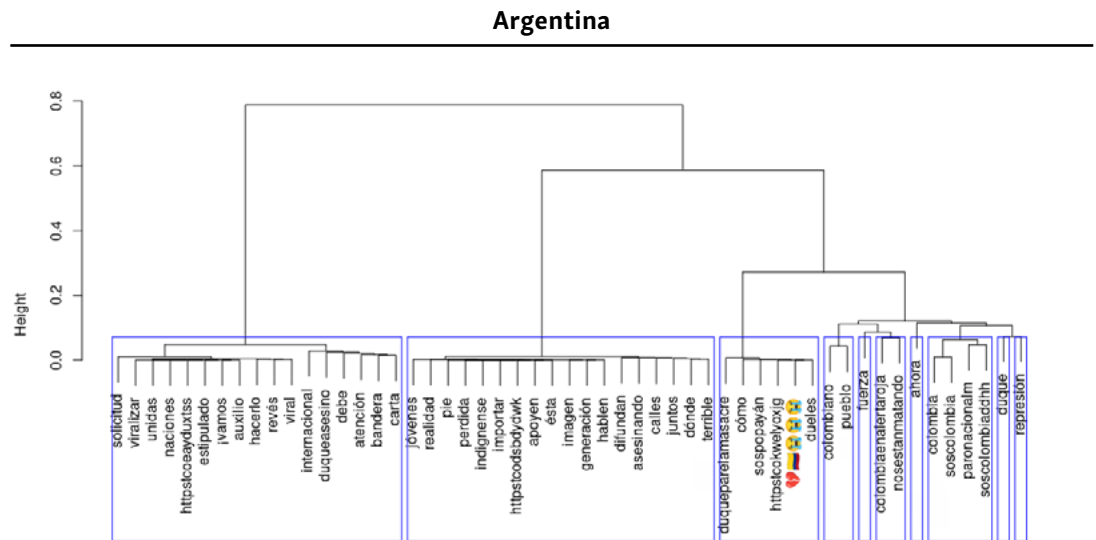 Argentina
Height
0.8
0.6
0.4
0.2
0.0
solicitud
viralizar
unidas
naciones
httpstcoeayduxtss
estipulado
¡vamos
auxilio
hacerlo
revés
viral
internacional
duqueasesino
debe
atención
bandera
carta
jóvenes
realidad
pie
perdida
indignense
importar
httpstcodsbodydwk
apoyen
ésta
imagen
generación
hablen
difundan
asesinando
calles
juntos
dónde
terrible
duqueparelamasacre
cómo
sospopayán
httpstcokwelycxjg
💔🇨🇴😭😭😭😭
dueles
colombiano
pueblo
fuerza
colombiaenalertaroja
nosestanmatando
ahora
colombia
soscolombia
paronacionalm
soscolombiaddhh
duque
represión